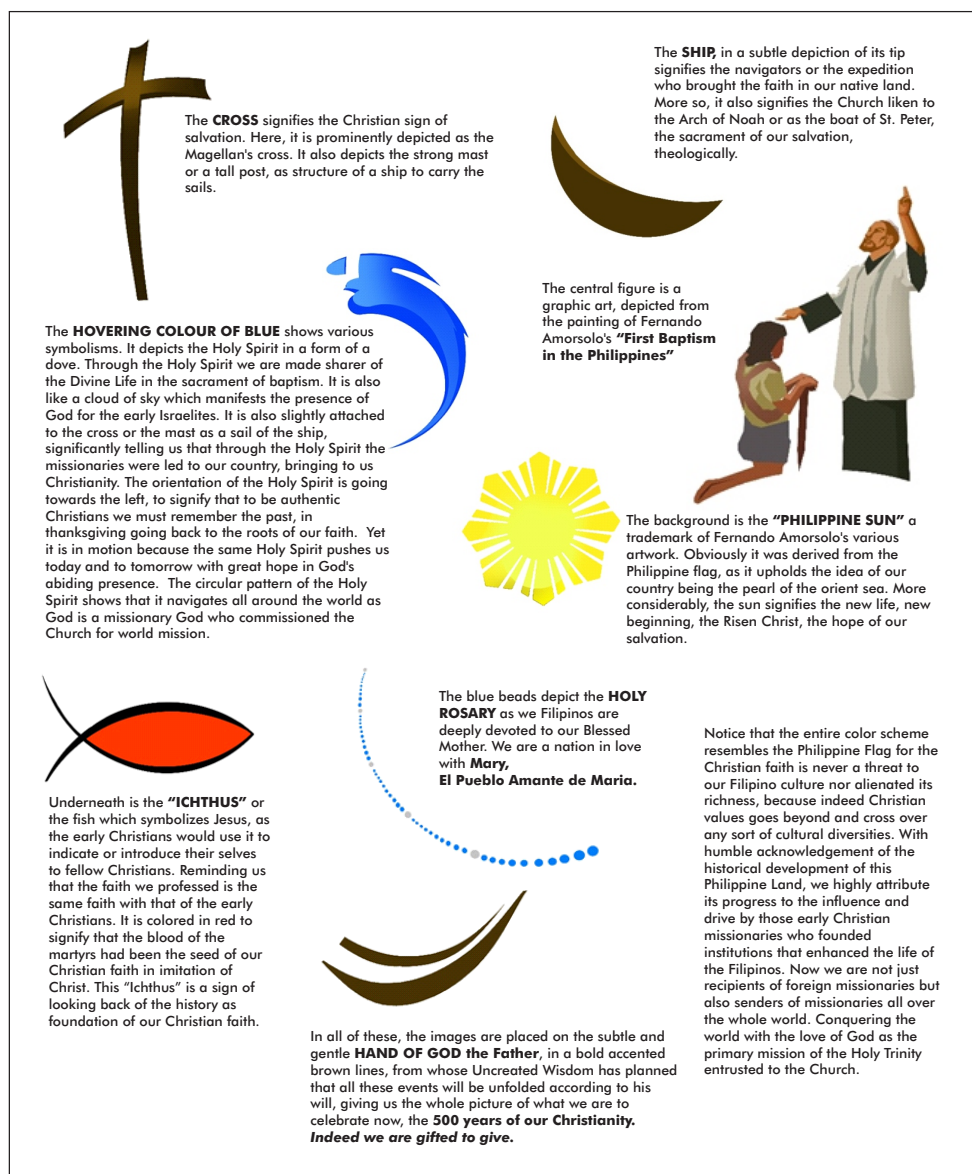 The CROSS signifies the Christian sign of
salvation. Here, it is prominently depicted as the
Magellan's cross. It also depicts the strong mast
or a tall post, as structure of a ship to carry the
sails.
The SHIP, in a subtle depiction of its tip
signifies the navigators or the expedition
who brought the faith in our native land.
More so, it also signifies the Church liken to
the Arch of Noah or as the boat of St. Peter,
the sacrament of our salvation,
theologically.
The central figure is a
graphic art, depicted from
the painting of Fernando
Amorsolo's “First Baptism
in the Philippines”
The HOVERING COLOUR OF BLUE shows various
symbolisms. It depicts the Holy Spirit in a form of a
dove. Through the Holy Spirit we are made sharer of
the Divine Life in the sacrament of baptism. It is also
like a cloud of sky which manifests the presence of
God for the early Israelites. It is also slightly attached
to the cross or the mast as a sail of the ship,
significantly telling us that through the Holy Spirit the
missionaries were led to our country, bringing to us
Christianity. The orientation of the Holy Spirit is going
towards the left, to signify that to be authentic
Christians we must remember the past, in
thanksgiving going back to the roots of our faith. Yet
it is in motion because the same Holy Spirit pushes us
today and to tomorrow with great hope in God's
abiding presence. The circular pattern of the Holy
Spirit shows that it navigates all around the world as
God is a missionary God who commissioned the
Church for world mission.
The background is the “PHILIPPINE SUN” a
trademark of Fernando Amorsolo's various
artwork. Obviously it was derived from the
Philippine flag, as it upholds the idea of our
country being the pearl of the orient sea. More
considerably, the sun signifies the new life, new
beginning, the Risen Christ, the hope of our
salvation.
The blue beads depict the HOLY
ROSARY as we Filipinos are
deeply devoted to our Blessed
Mother. We are a nation in love
with Mary,
El Pueblo Amante de Maria.
Underneath is the “ICHTHUS” or
the fish which symbolizes Jesus, as
the early Christians would use it to
indicate or introduce their selves
to fellow Christians. Reminding us
that the faith we professed is the
same faith with that of the early
Christians. It is colored in red to
signify that the blood of the
martyrs had been the seed of our
Christian faith in imitation of
Christ. This “Ichthus” is a sign of
looking back of the history as
foundation of our Christian faith.
Notice that the entire color scheme
resembles the Philippine Flag for the
Christian faith is never a threat to
our Filipino culture nor alienated its
richness, because indeed Christian
values goes beyond and cross over
any sort of cultural diversities. With
humble acknowledgement of the
historical development of this
Philippine Land, we highly attribute
its progress to the influence and
drive by those early Christian
missionaries who founded
institutions that enhanced the life of
the Filipinos. Now we are not just
recipients of foreign missionaries but
also senders of missionaries all over
the whole world. Conquering the
world with the love of God as the
primary mission of the Holy Trinity
entrusted to the Church.
In all of these, the images are placed on the subtle and
gentle HAND OF GOD the Father, in a bold accented
brown lines, from whose Uncreated Wisdom has planned
that all these events will be unfolded according to his
will, giving us the whole picture of what we are to
celebrate now, the 500 years of our Christianity.
Indeed we are gifted to give.